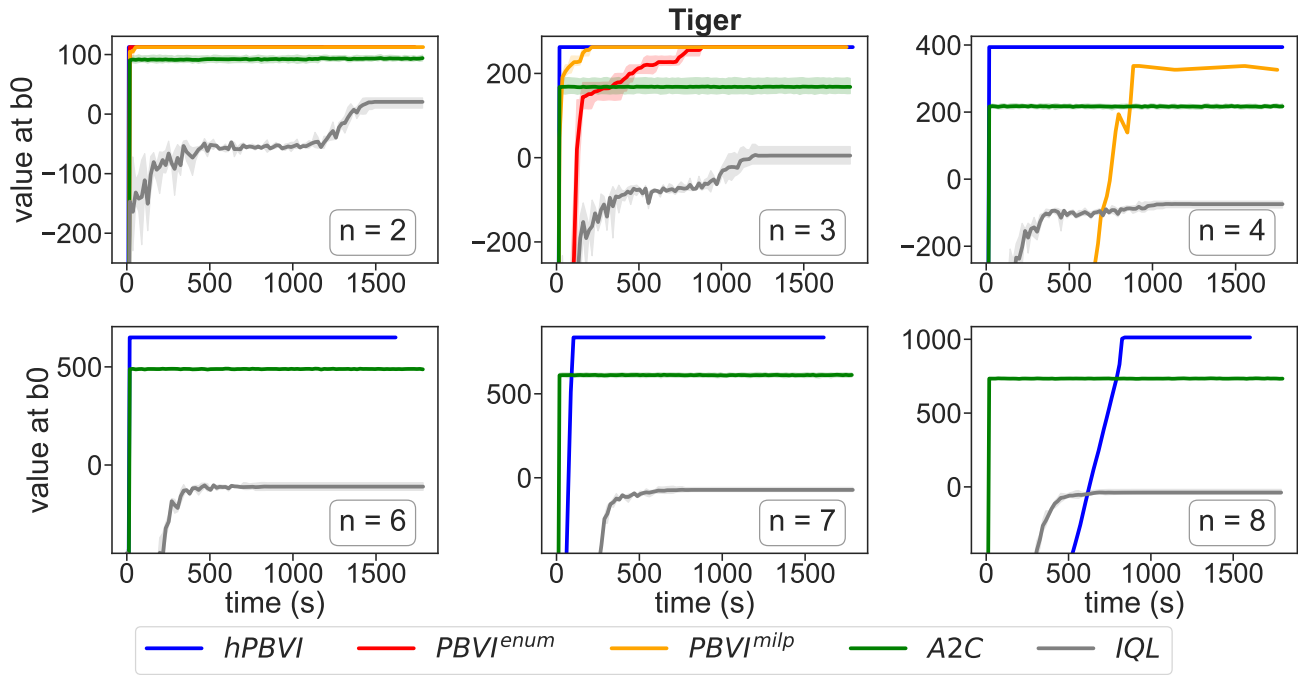 Tiger
value at b0
100
0
−100
−200
n = 2
0 500 1000 1500
200
0
−200
n = 3
0 500 1000 1500
400
200
0
−200
n = 4
0 500 1000 1500
value at b0
500
0
n = 6
0 500 1000 1500
time (s)
500
0
n = 7
0 500 1000 1500
time (s)
1000
500
0
n = 8
0 500 1000 1500
time (s)
hPBVI PBVI^enum PBVI^milp A2C IQL